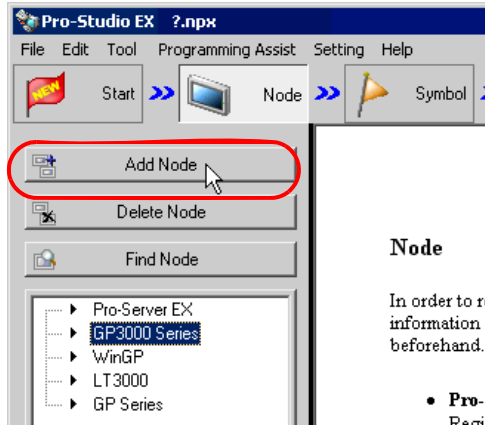 Pro-Studio EX ?.npx
File Edit Tool Programming Assist Setting Help
NEW Start Node Symbol
Add Node
Delete Node
Find Node
Pro-Server EX
GP3000 Series
WinGP
LT3000
GP Series
Node
In order to r
information
beforehand.
• Pro-